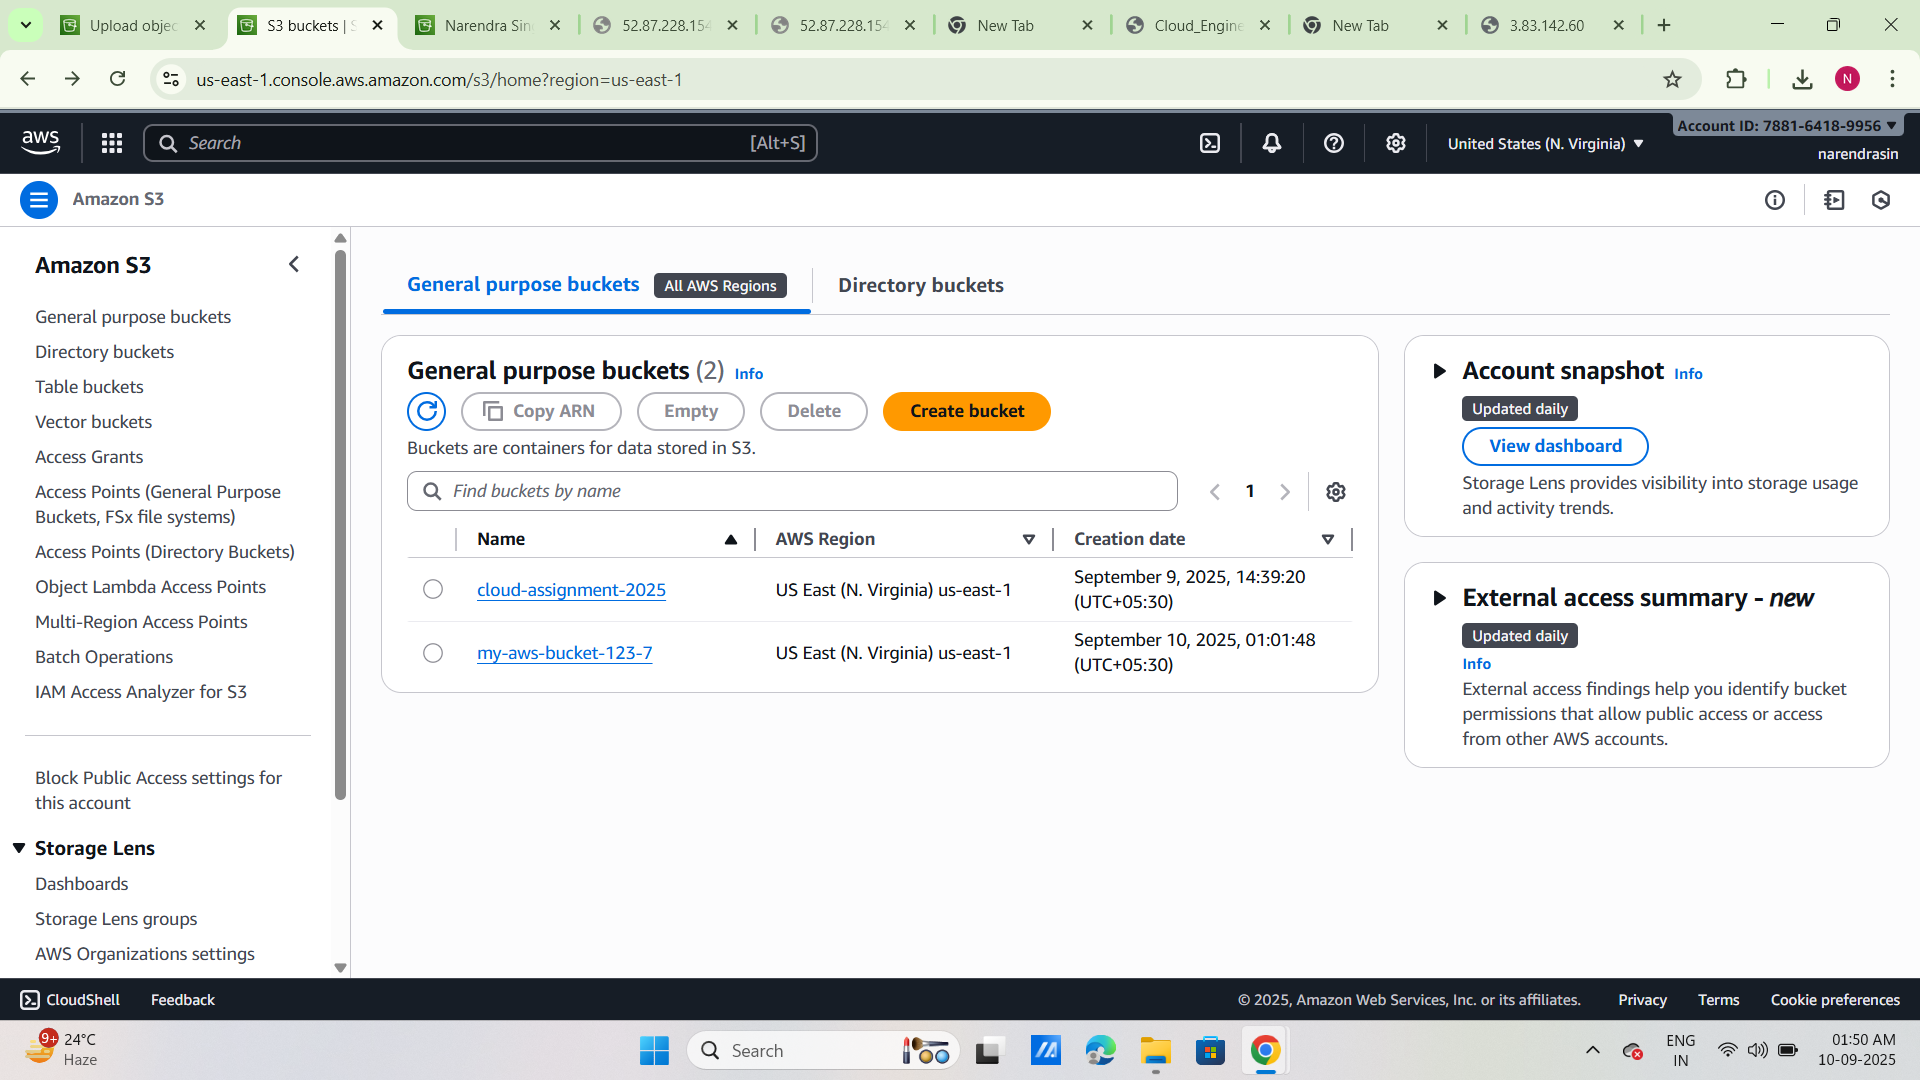 Upload objec
S3 buckets | S
Narendra Sin
52.87.228.154
52.87.228.154
New Tab
Cloud_Engine
New Tab
3.83.142.60
us-east-1.console.aws.amazon.com/s3/home?region=us-east-1
N
aws
Search
[Alt+S]
United States (N. Virginia)
Account ID: 7881-6418-9956
narendrasin
Amazon S3
Amazon S3
General purpose buckets
Directory buckets
Table buckets
Vector buckets
Access Grants
Access Points (General Purpose
Buckets, FSx file systems)
Access Points (Directory Buckets)
Object Lambda Access Points
Multi-Region Access Points
Batch Operations
IAM Access Analyzer for S3
Block Public Access settings for
this account
Storage Lens
Dashboards
Storage Lens groups
AWS Organizations settings
General purpose buckets
All AWS Regions
Directory buckets
General purpose buckets (2) Info
Copy ARN
Empty
Delete
Create bucket
Buckets are containers for data stored in S3.
Find buckets by name
1
Name
AWS Region
Creation date
cloud-assignment-2025
US East (N. Virginia) us-east-1
September 9, 2025, 14:39:20
(UTC+05:30)
my-aws-bucket-123-7
US East (N. Virginia) us-east-1
September 10, 2025, 01:01:48
(UTC+05:30)
Account snapshot Info
Updated daily
View dashboard
Storage Lens provides visibility into storage usage
and activity trends.
External access summary - new
Updated daily
Info
External access findings help you identify bucket
permissions that allow public access or access
from other AWS accounts.
CloudShell
Feedback
© 2025, Amazon Web Services, Inc. or its affiliates.
Privacy
Terms
Cookie preferences
9+
24°C
Haze
Search
ENG
IN
01:50 AM
10-09-2025